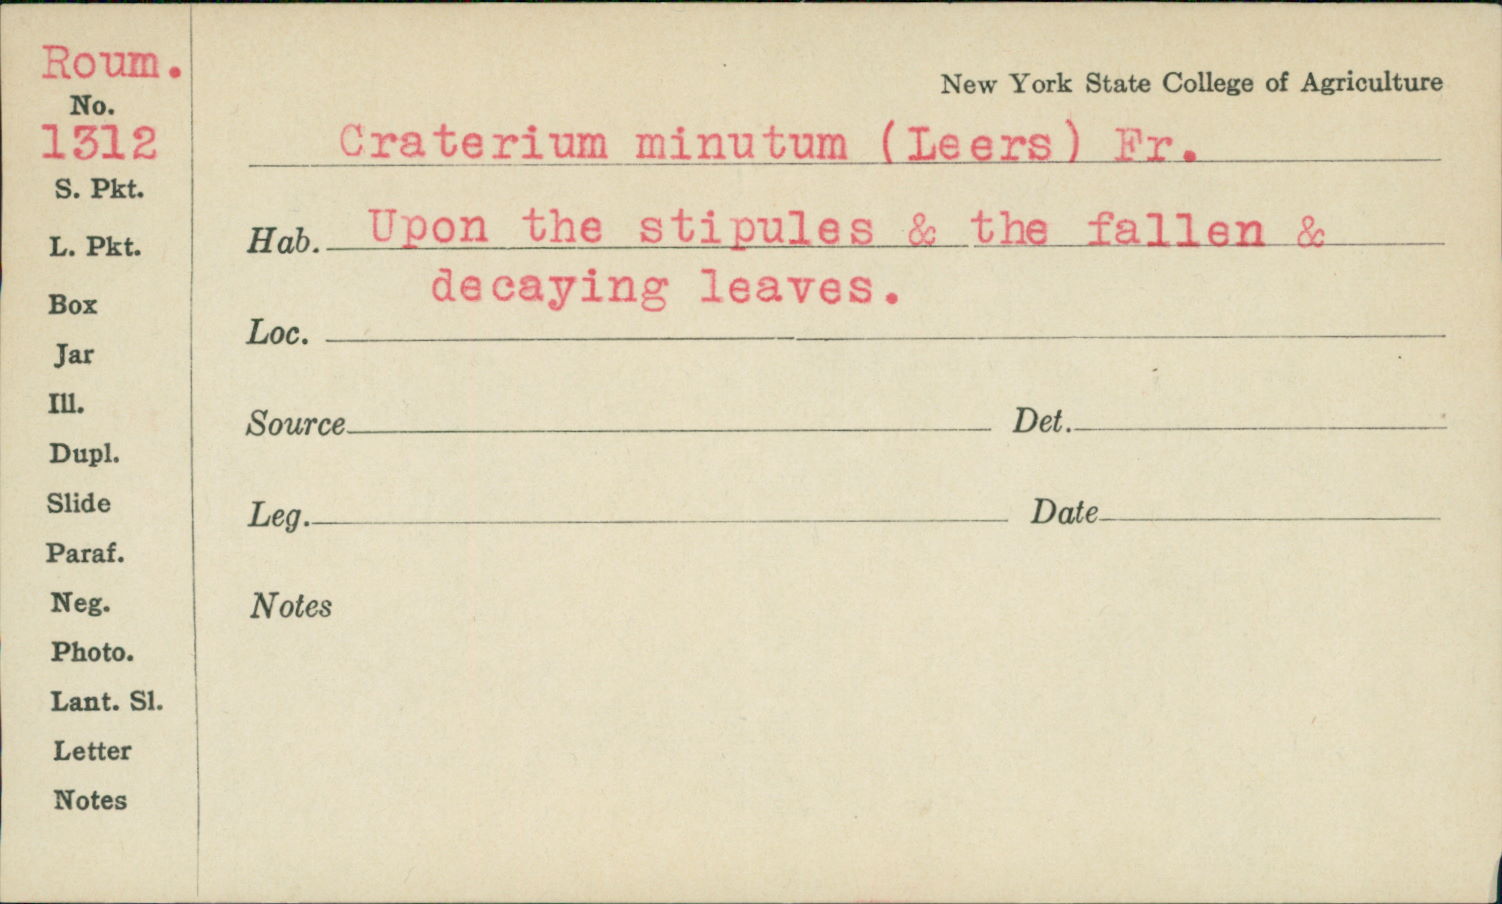 Roum.
No.
1312
S. Pkt.
L. Pkt.
Box
Jar
Ill.
Dupl.
Slide
Paraf.
Neg.
Photo.
Lant. Sl.
Letter
Notes
New York State College of Agriculture
Craterium minutum (Leers) Fr.
Hab. Upon the stipules & the fallen &
decaying leaves.
Loc.
Source Det.
Leg. Date
Notes